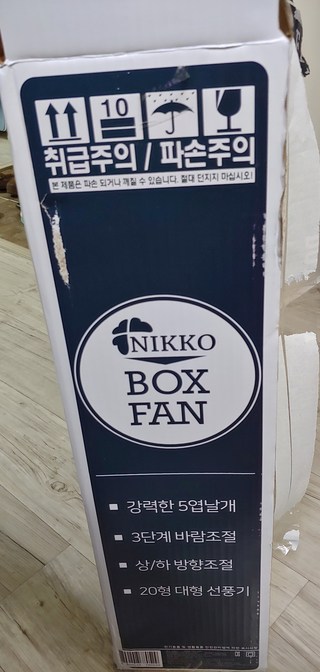 10
취급주의 / 파손주의
본 제품은 파손 되거나 깨질 수 있습니다. 절대 던지지 마십시오!
NIKKO
BOX
FAN
■ 강력한 5엽날개
■ 3단계 바람조절
■ 상/하 방향조절
■ 20형 대형 선풍기